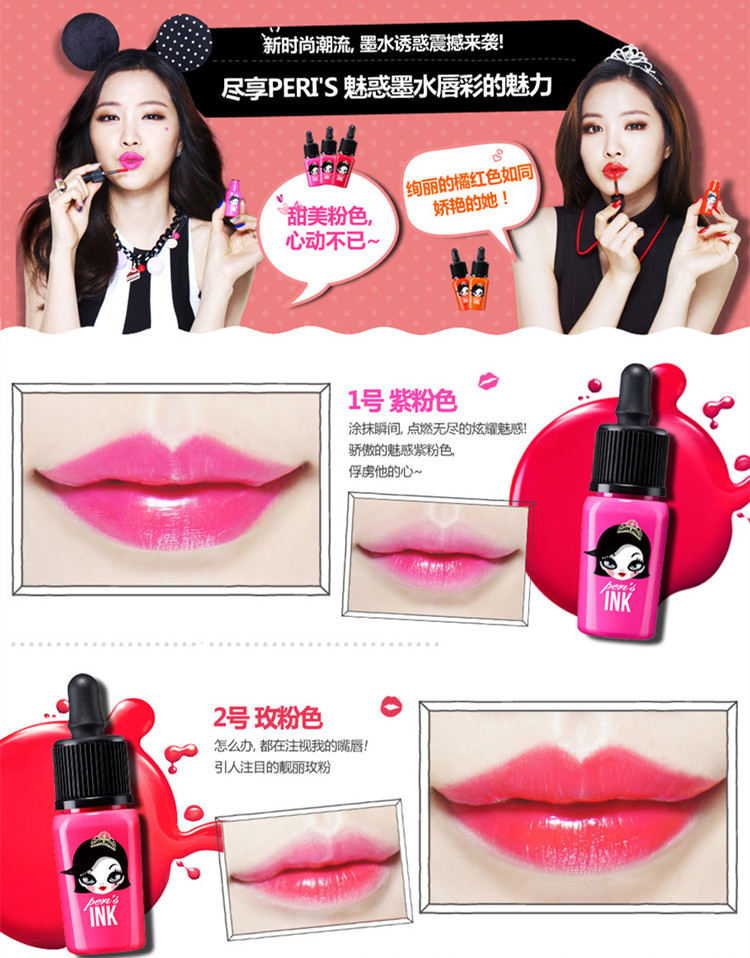 新时尚潮流, 墨水诱惑震撼来袭!
尽享PERI'S 魅惑墨水唇彩的魅力
甜美粉色,
心动不已~
绚丽的橘红色如同
娇艳的她！
1号 紫粉色
涂抹瞬间, 点燃无尽的炫耀魅惑!
骄傲的魅惑紫粉色,
俘虏他的心~
peri's
INK
2号 玫粉色
怎么办, 都在注视我的嘴唇!
引人注目的靓丽玫粉
peri's
INK